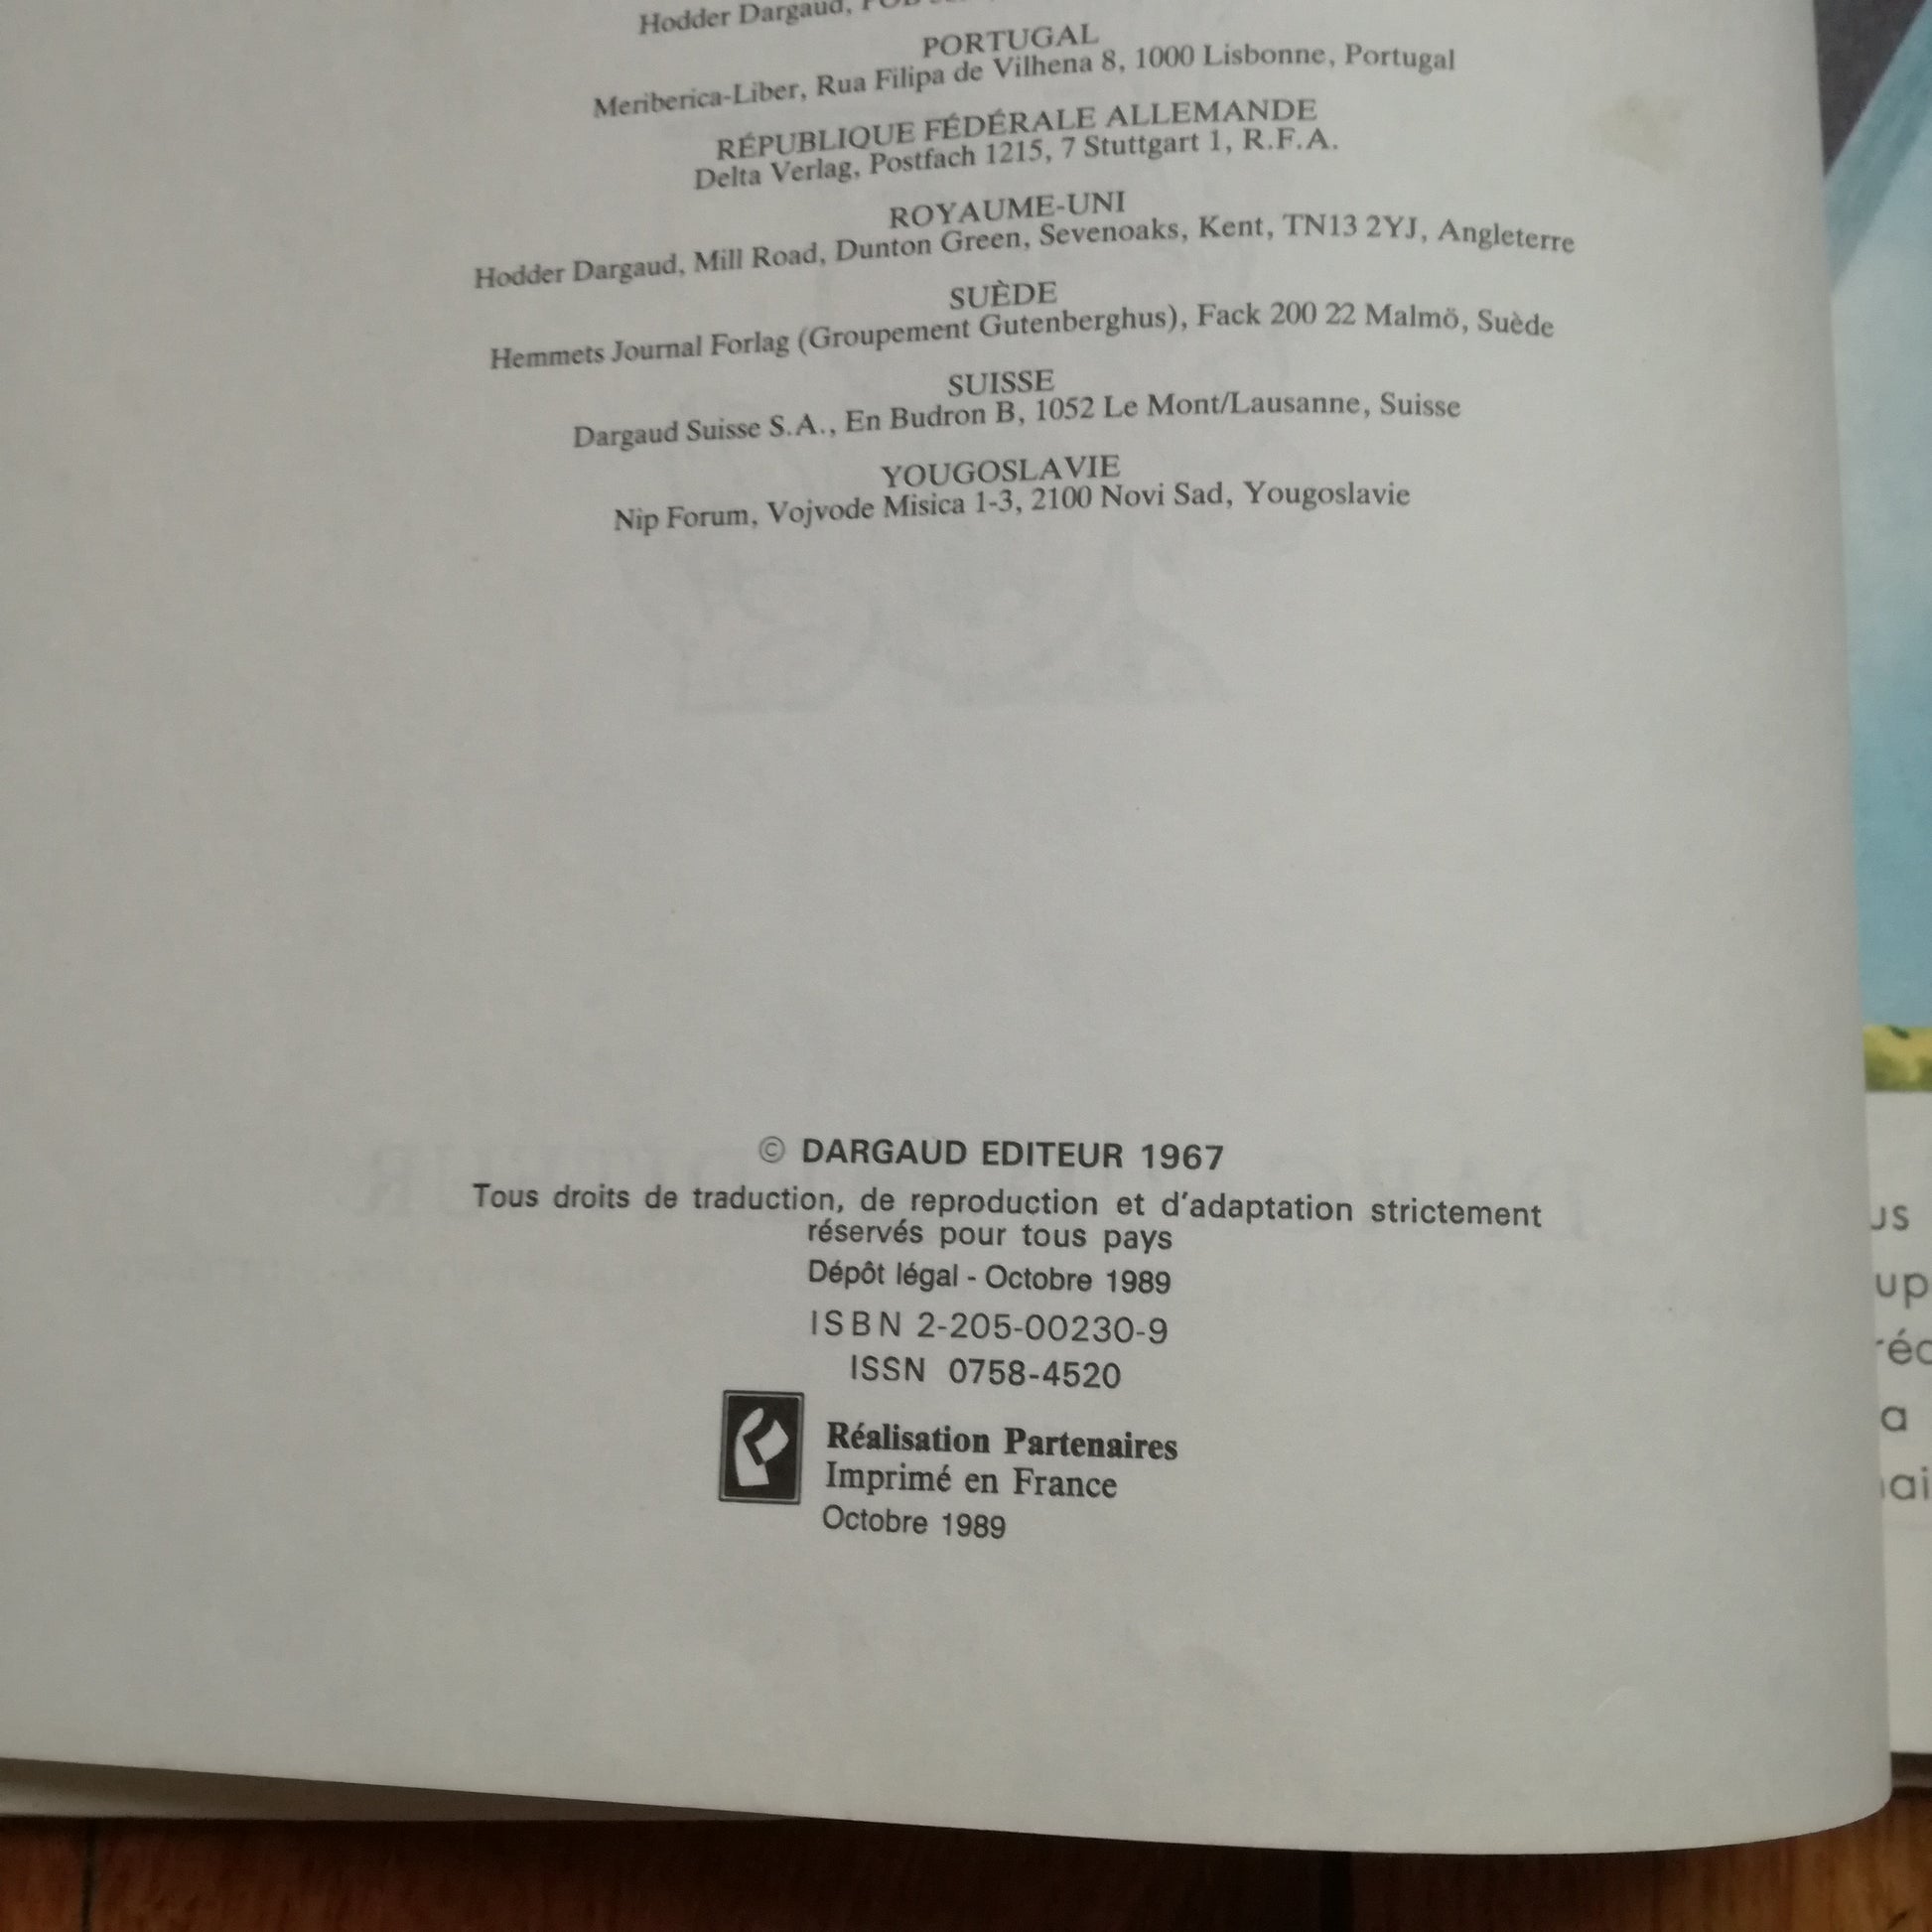 Hodder Dargaud,
PORTUGAL
Meriberica-Liber, Rua Filipa de Vilhena 8, 1000 Lisbonne, Portugal
RÉPUBLIQUE FÉDÉRALE ALLEMANDE
Delta Verlag, Postfach 1215, 7 Stuttgart 1, R.F.A.
ROYAUME-UNI
Hodder Dargaud, Mill Road, Dunton Green, Sevenoaks, Kent, TN13 2YJ, Angleterre
SUÈDE
Hemmets Journal Forlag (Groupement Gutenberghus), Fack 200 22 Malmö, Suède
SUISSE
Dargaud Suisse S.A., En Budron B, 1052 Le Mont/Lausanne, Suisse
YOUGOSLAVIE
Nip Forum, Vojvode Misica 1-3, 2100 Novi Sad, Yougoslavie
© DARGAUD EDITEUR 1967
Tous droits de traduction, de reproduction et d'adaptation strictement
réservés pour tous pays
Dépôt légal - Octobre 1989
ISBN 2-205-00230-9
ISSN 0758-4520
Réalisation Partenaires
Imprimé en France
Octobre 1989